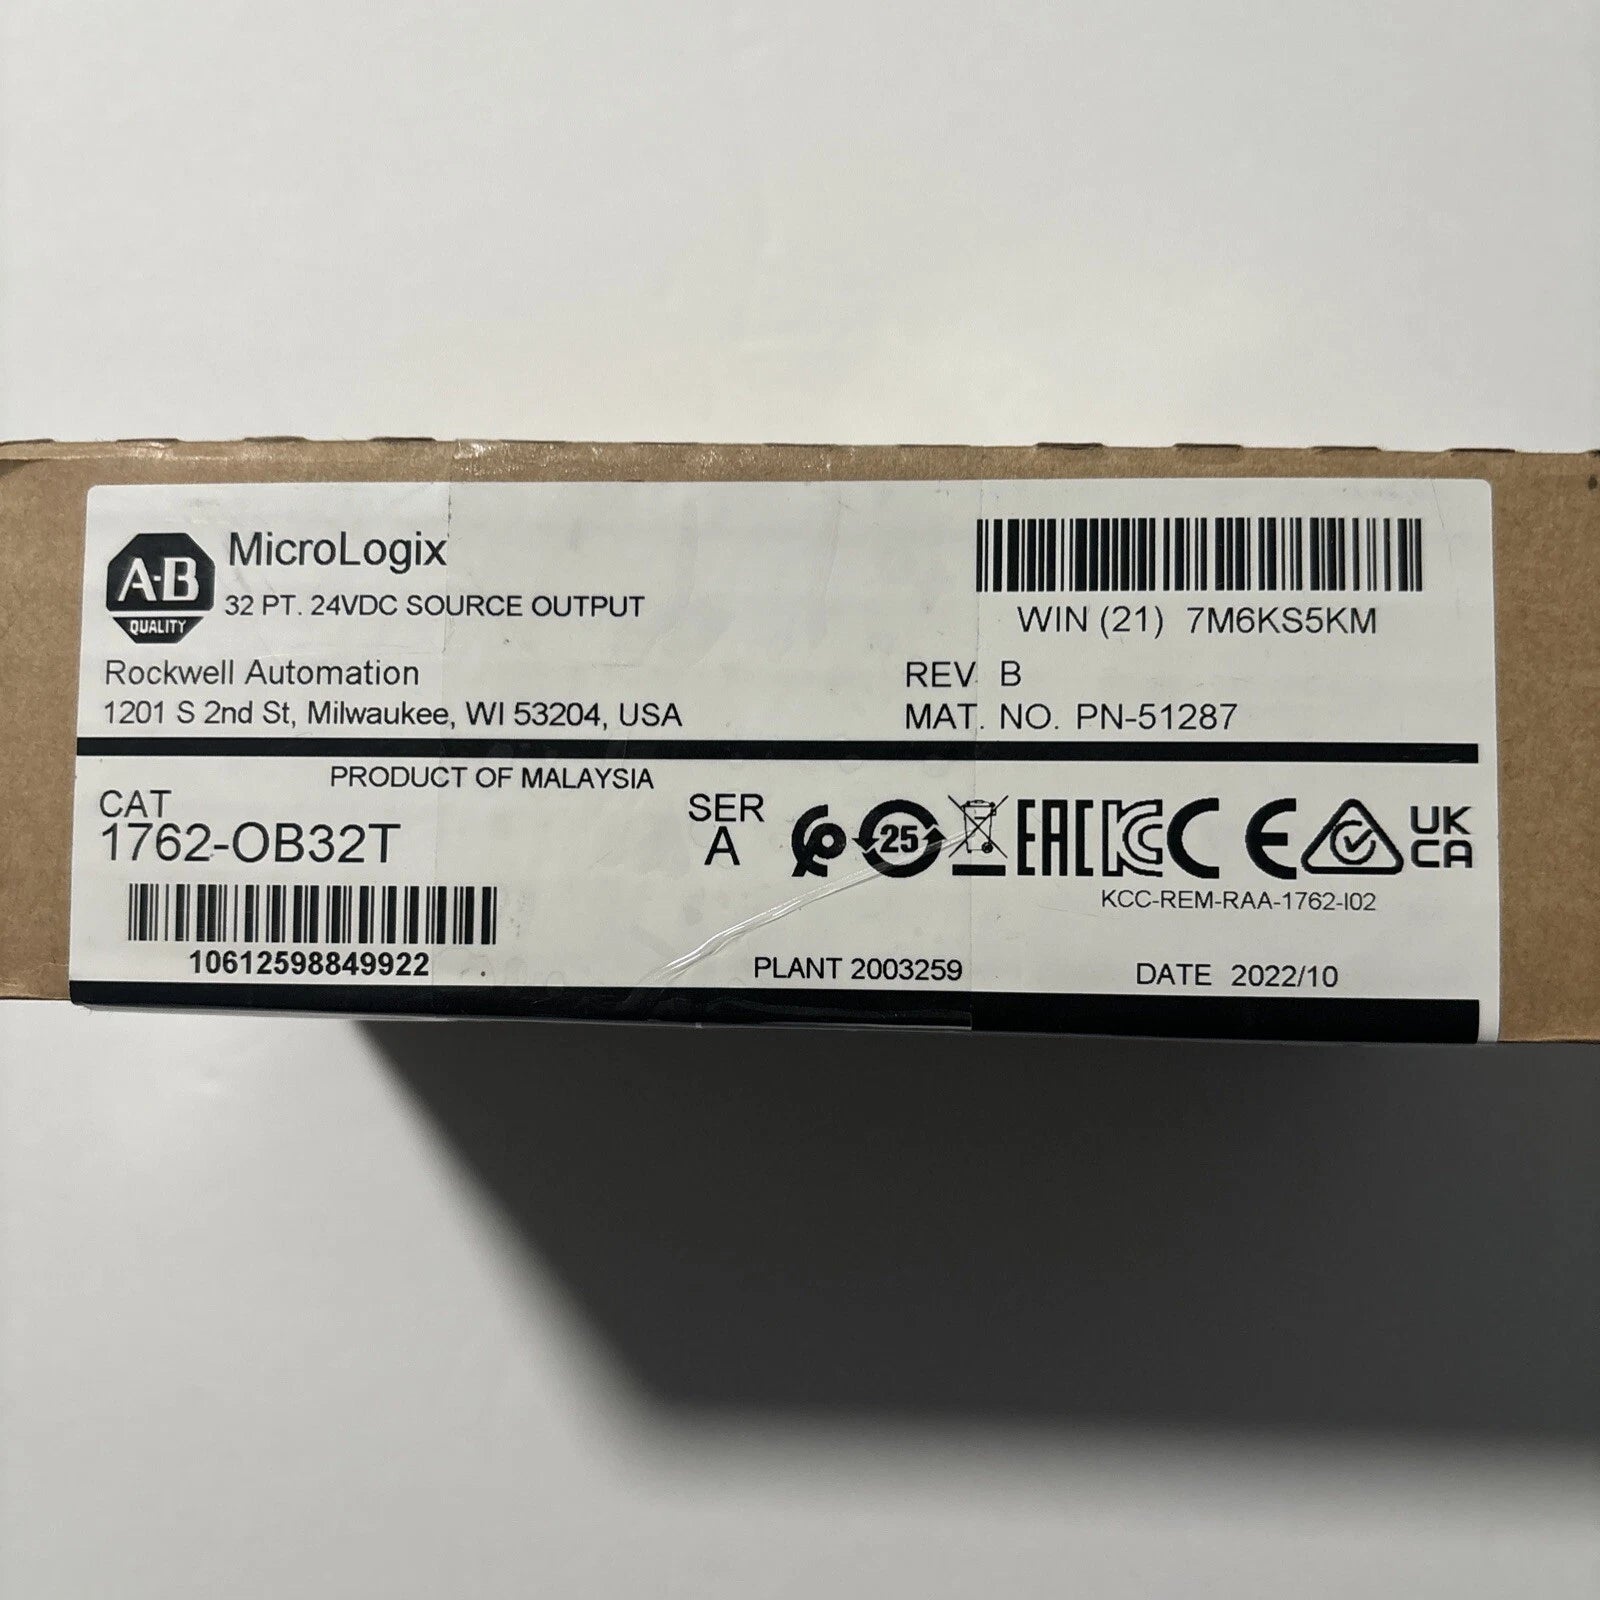 A-B
QUALITY
MicroLogix
32 PT. 24VDC SOURCE OUTPUT
Rockwell Automation
1201 S 2nd St, Milwaukee, WI 53204, USA
WIN (21) 7M6KS5KM
REV B
MAT. NO. PN-51287
PRODUCT OF MALAYSIA
CAT
1762-OB32T
10612598849922
SER
A
25
EAC
KC
CE
UK
CA
KCC-REM-RAA-1762-I02
PLANT 2003259
DATE 2022/10